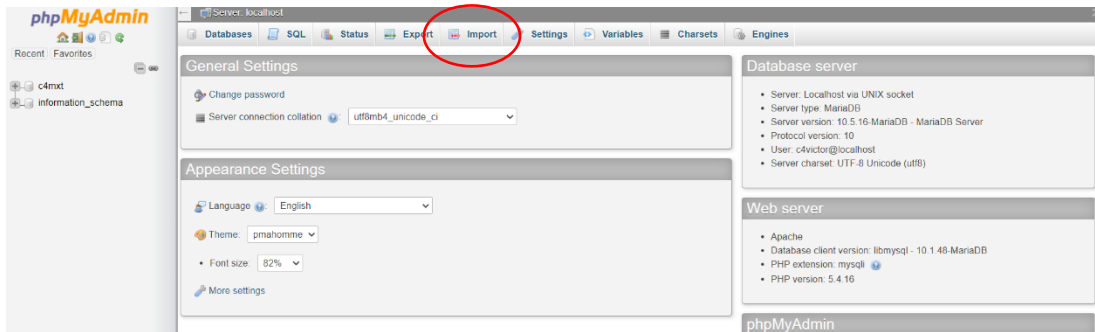 phpMyAdmin
Recent Favorites
c4mxt
information_schema
Server: localhost
Databases SQL Status Export Import Settings Variables Charsets Engines
General Settings
Change password
Server connection collation : utf8mb4_unicode_ci
Appearance Settings
Language : English
Theme: pmahomme
• Font size: 82%
More settings
Database server
• Server: Localhost via UNIX socket
• Server type: MariaDB
• Server version: 10.5.16-MariaDB - MariaDB Server
• Protocol version: 10
• User: c4victor@localhost
• Server charset: UTF-8 Unicode (utf8)
Web server
• Apache
• Database client version: libmysql - 10.1.48-MariaDB
• PHP extension: mysqli
• PHP version: 5.4.16
phpMyAdmin